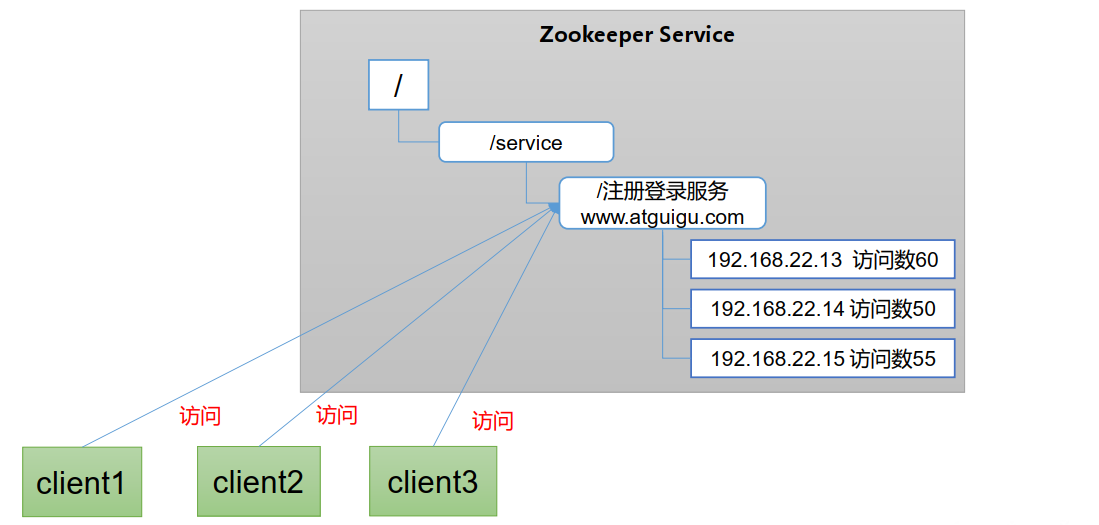 Zookeeper Service
/
/service
/注册登录服务
www.atguigu.com
192.168.22.13 访问数60
192.168.22.14 访问数50
192.168.22.15 访问数55
访问
访问
访问
client1
client2
client3